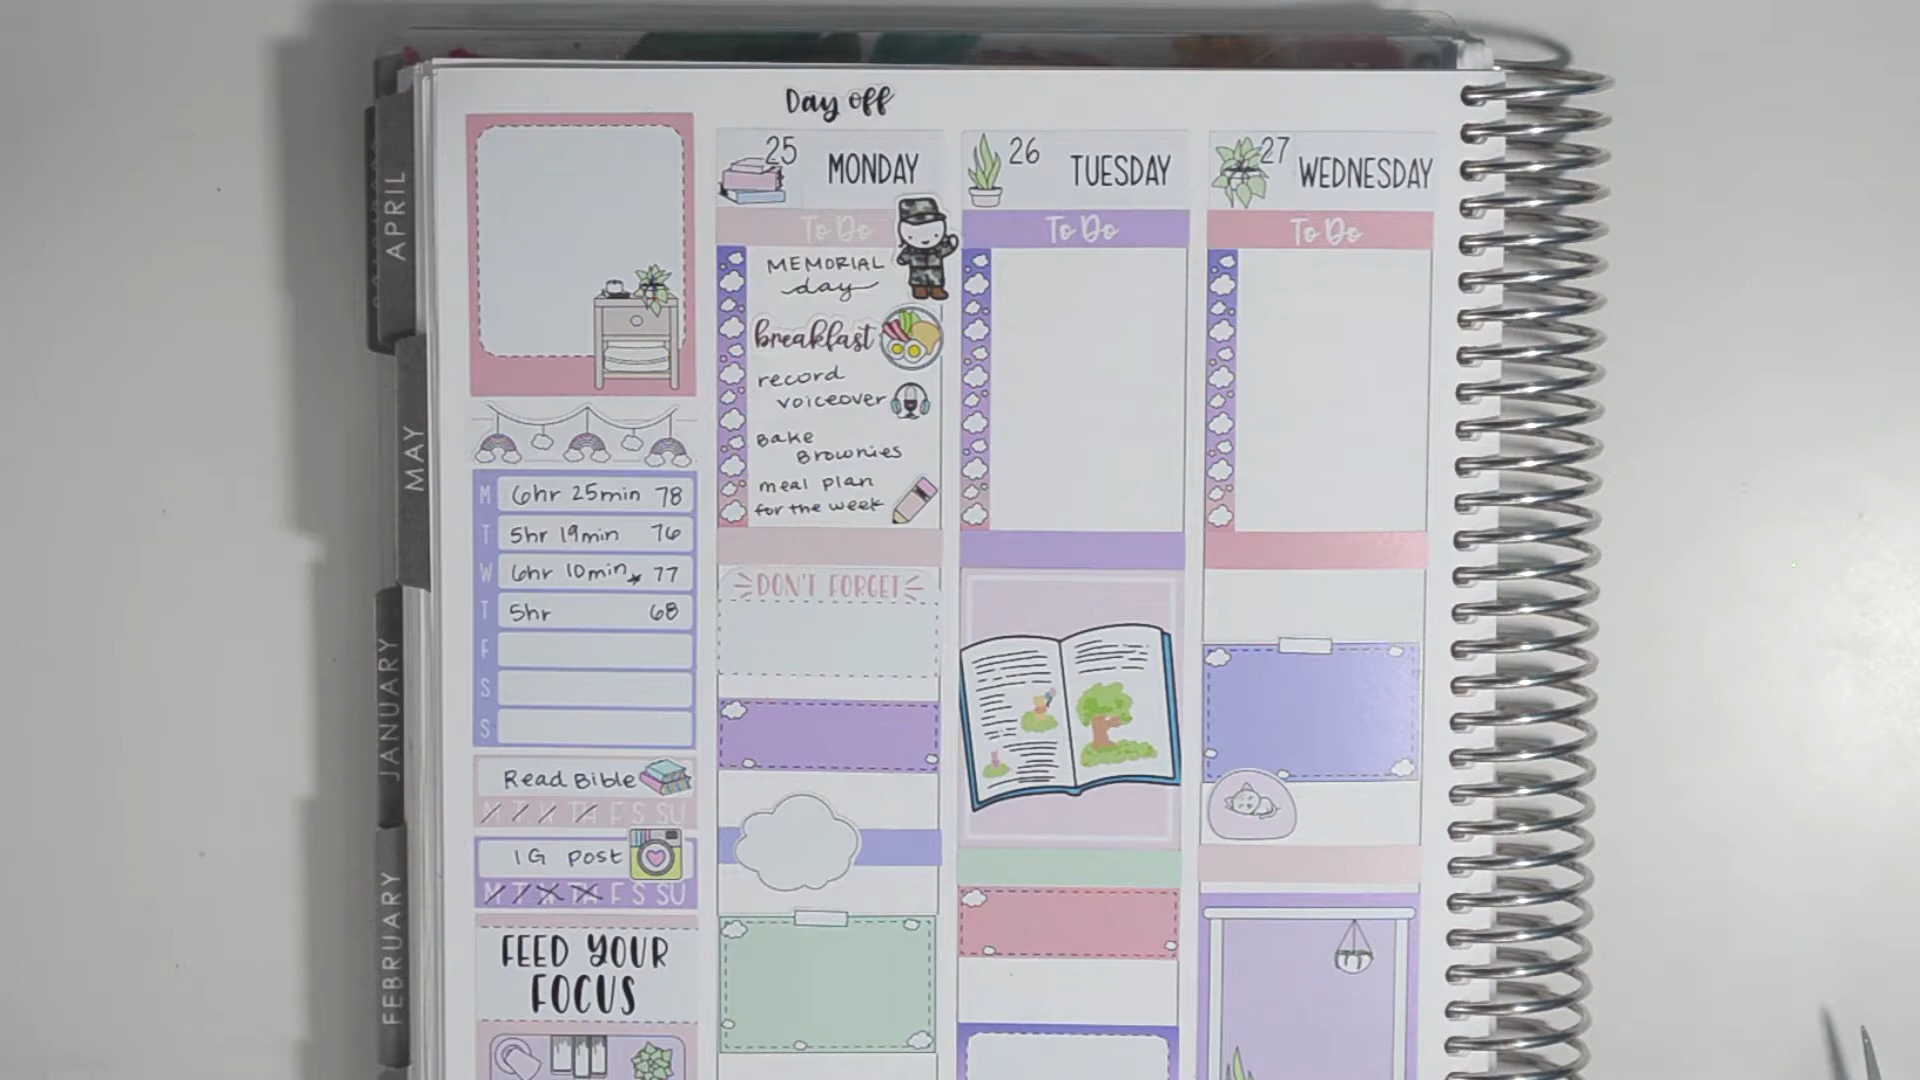 Day off
APRIL
MAY
JANUARY
FEBRUARY
M 6hr 25min 78
T 5hr 19min 76
W 6hr 10min 77
T 5hr 68
F
S
S
Read Bible
M T W TH F S SU
IG post
M T W TH F S SU
FEED YOUR
FOCUS
25 MONDAY
To Do
MEMORIAL
day
breakfast
record
voiceover
Bake
Brownies
meal plan
for the week
DON'T FORGET
26 TUESDAY
To Do
27 WEDNESDAY
To Do